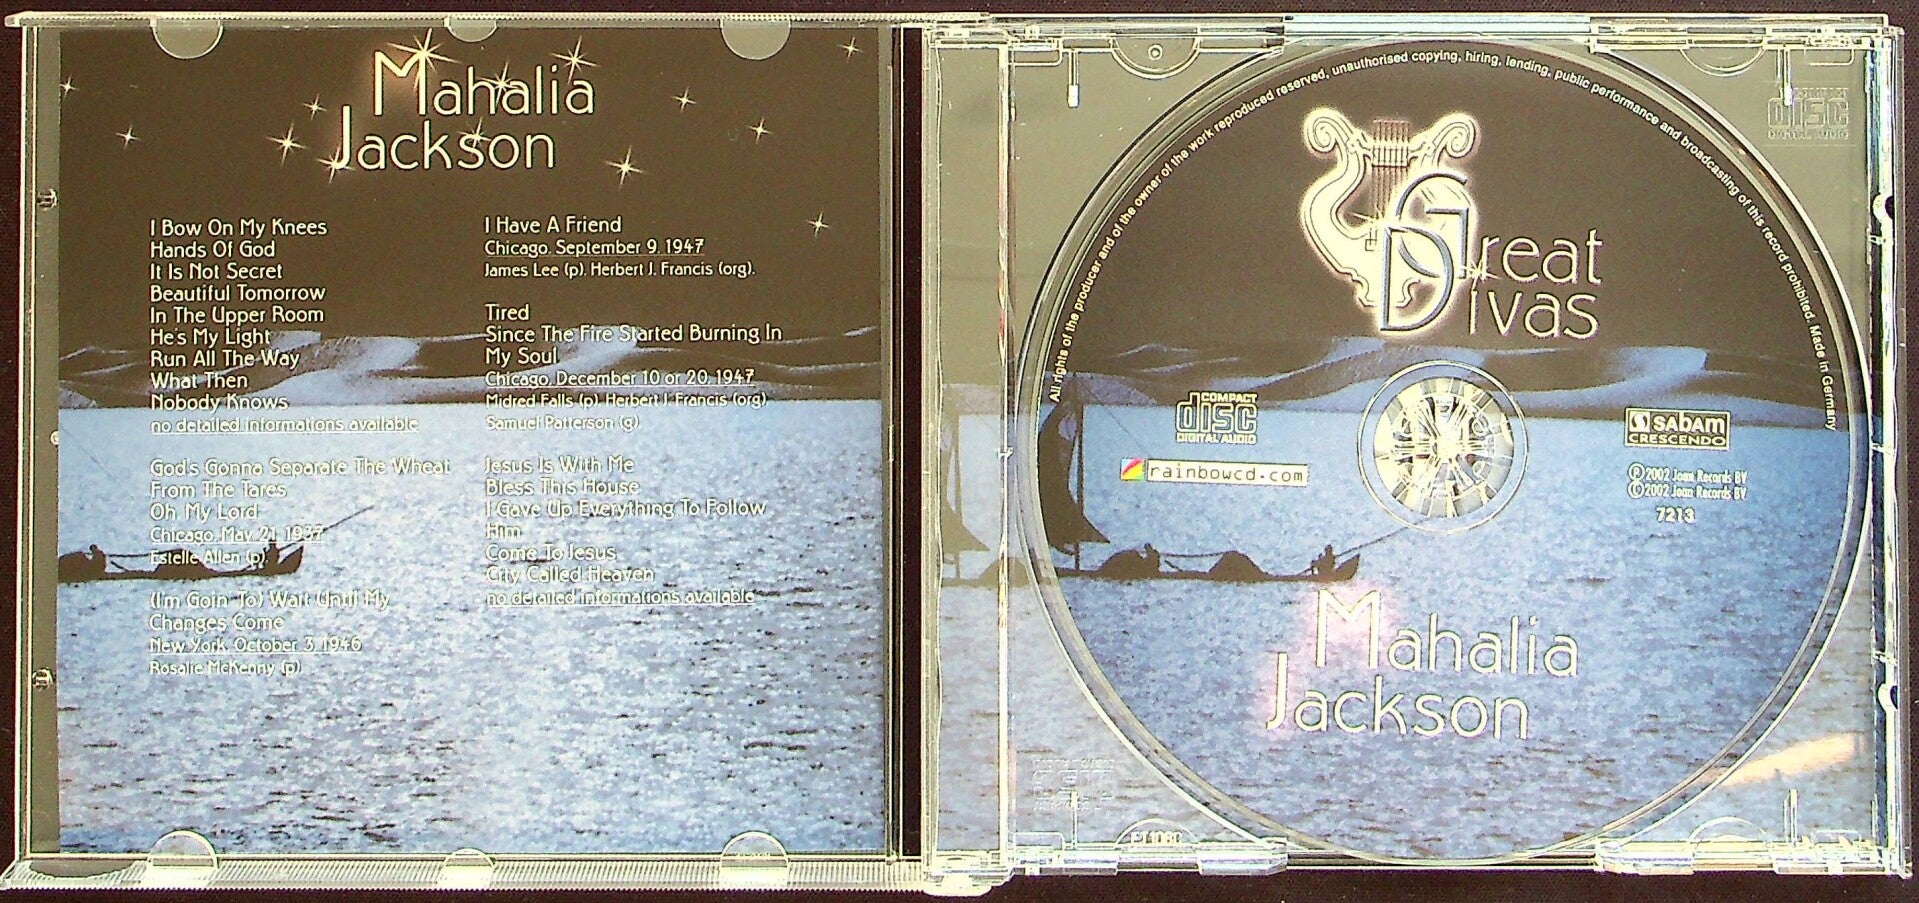 Mahalia
Jackson
I Bow On My Knees
Hands Of God
It Is Not Secret
Beautiful Tomorrow
In The Upper Room
He's My Light
Run All The Way
What Then
Nobody Knows
no detailed informations available
God's Gonna Separate The Wheat
From The Tares
Oh, My Lord
Chicago, May, 21, 1937
Estelle Allen (p).
(I'm Goin To) Wait Until My
Changes Come
New York, October, 3, 1946
Rosalie McKenny (p)
I Have A Friend
Chicago, September 9, 1947
James Lee (p), Herbert J. Francis (org).
Tired
Since The Fire Started Burning In
My Soul
Chicago, December 10 or 20, 1947
Midred Falls (p), Herbert J. Francis (org),
Samuel Patterson (g)
Jesus Is With Me
Bless This House
I Gave Up Everything To Follow
Him
Come To Jesus
City Called Heaven
no detailed informations available
All rights of the producer and of the owner of the work reproduced reserved, unauthorised copying, hiring, lending, public performance and broadcasting of this record prohibited. Made in Germany
Great
Divas
COMPACT
disc
DIGITAL AUDIO
rainbowcd.com
SABAM
CRESCENDO
℗2002 Joan Records BV
©2002 Joan Records BV
7213
Mahalia
Jackson
disc